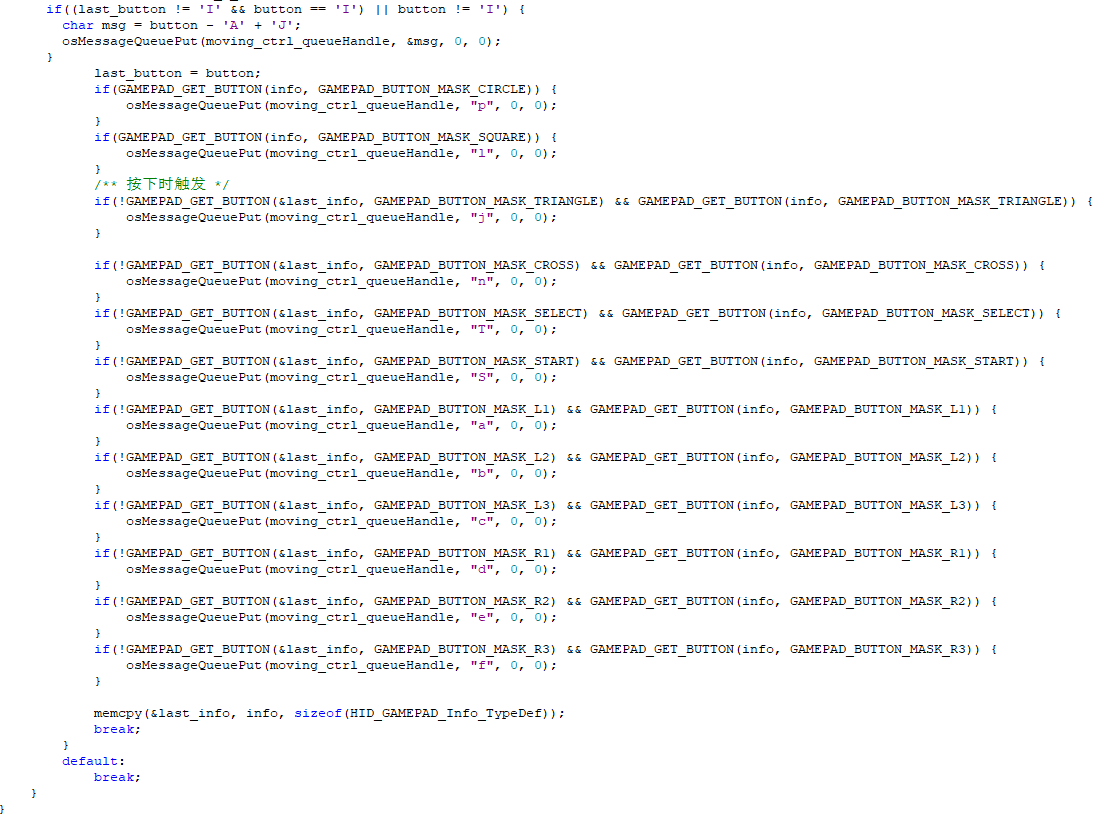 if((last_button != 'I' && button == 'I') || button != 'I') {
char msg = button - 'A' + 'J';
osMessageQueuePut(moving_ctrl_queueHandle, &msg, 0, 0);
}
last_button = button;
if(GAMEPAD_GET_BUTTON(info, GAMEPAD_BUTTON_MASK_CIRCLE)) {
osMessageQueuePut(moving_ctrl_queueHandle, "p", 0, 0);
}
if(GAMEPAD_GET_BUTTON(info, GAMEPAD_BUTTON_MASK_SQUARE)) {
osMessageQueuePut(moving_ctrl_queueHandle, "l", 0, 0);
}
/** 按下时触发 */
if(!GAMEPAD_GET_BUTTON(&last_info, GAMEPAD_BUTTON_MASK_TRIANGLE) && GAMEPAD_GET_BUTTON(info, GAMEPAD_BUTTON_MASK_TRIANGLE)) {
osMessageQueuePut(moving_ctrl_queueHandle, "j", 0, 0);
}
if(!GAMEPAD_GET_BUTTON(&last_info, GAMEPAD_BUTTON_MASK_CROSS) && GAMEPAD_GET_BUTTON(info, GAMEPAD_BUTTON_MASK_CROSS)) {
osMessageQueuePut(moving_ctrl_queueHandle, "n", 0, 0);
}
if(!GAMEPAD_GET_BUTTON(&last_info, GAMEPAD_BUTTON_MASK_SELECT) && GAMEPAD_GET_BUTTON(info, GAMEPAD_BUTTON_MASK_SELECT)) {
osMessageQueuePut(moving_ctrl_queueHandle, "T", 0, 0);
}
if(!GAMEPAD_GET_BUTTON(&last_info, GAMEPAD_BUTTON_MASK_START) && GAMEPAD_GET_BUTTON(info, GAMEPAD_BUTTON_MASK_START)) {
osMessageQueuePut(moving_ctrl_queueHandle, "S", 0, 0);
}
if(!GAMEPAD_GET_BUTTON(&last_info, GAMEPAD_BUTTON_MASK_L1) && GAMEPAD_GET_BUTTON(info, GAMEPAD_BUTTON_MASK_L1)) {
osMessageQueuePut(moving_ctrl_queueHandle, "a", 0, 0);
}
if(!GAMEPAD_GET_BUTTON(&last_info, GAMEPAD_BUTTON_MASK_L2) && GAMEPAD_GET_BUTTON(info, GAMEPAD_BUTTON_MASK_L2)) {
osMessageQueuePut(moving_ctrl_queueHandle, "b", 0, 0);
}
if(!GAMEPAD_GET_BUTTON(&last_info, GAMEPAD_BUTTON_MASK_L3) && GAMEPAD_GET_BUTTON(info, GAMEPAD_BUTTON_MASK_L3)) {
osMessageQueuePut(moving_ctrl_queueHandle, "c", 0, 0);
}
if(!GAMEPAD_GET_BUTTON(&last_info, GAMEPAD_BUTTON_MASK_R1) && GAMEPAD_GET_BUTTON(info, GAMEPAD_BUTTON_MASK_R1)) {
osMessageQueuePut(moving_ctrl_queueHandle, "d", 0, 0);
}
if(!GAMEPAD_GET_BUTTON(&last_info, GAMEPAD_BUTTON_MASK_R2) && GAMEPAD_GET_BUTTON(info, GAMEPAD_BUTTON_MASK_R2)) {
osMessageQueuePut(moving_ctrl_queueHandle, "e", 0, 0);
}
if(!GAMEPAD_GET_BUTTON(&last_info, GAMEPAD_BUTTON_MASK_R3) && GAMEPAD_GET_BUTTON(info, GAMEPAD_BUTTON_MASK_R3)) {
osMessageQueuePut(moving_ctrl_queueHandle, "f", 0, 0);
}
memcpy(&last_info, info, sizeof(HID_GAMEPAD_Info_TypeDef));
break;
}
default:
break;
}
}